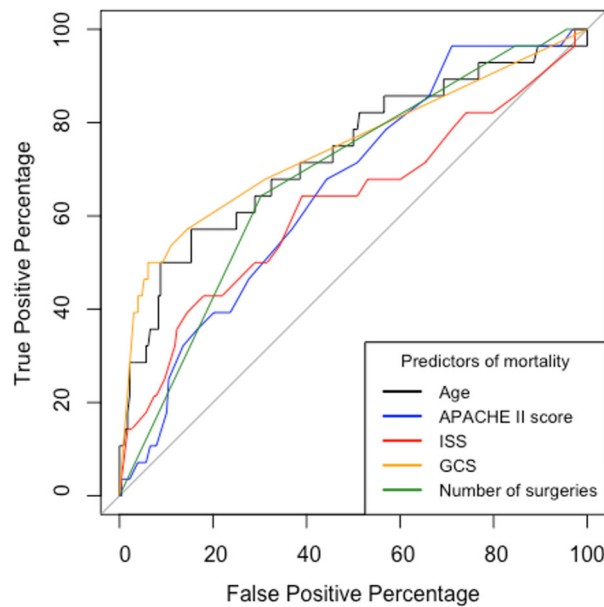 100
80
60
40
20
0
True Positive Percentage
Predictors of mortality
Age
APACHE II score
ISS
GCS
Number of surgeries
0 20 40 60 80 100
False Positive Percentage